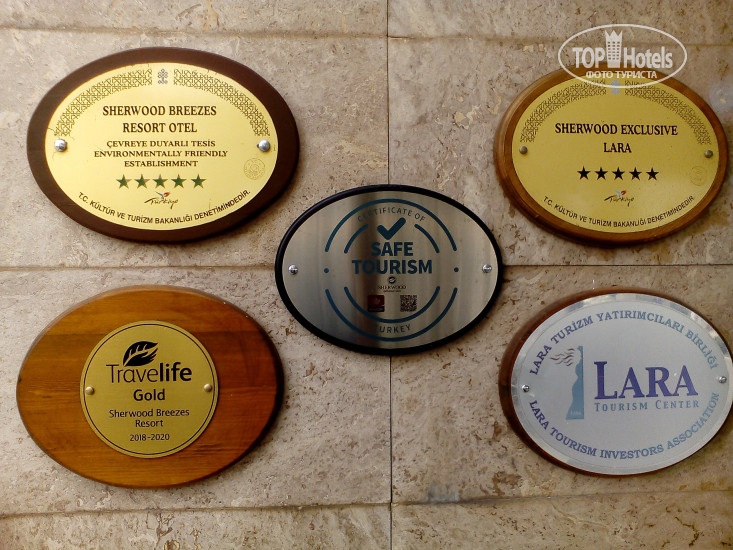 SHERWOOD BREEZES
RESORT OTEL
ÇEVREYE DUYARLI TESİS
ENVIRONMENTALLY FRIENDLY
ESTABLISHMENT
Türkiye
T.C. KÜLTÜR VE TURİZM BAKANLIĞI DENETİMİNDEDİR.
TOPHotels
ФОТО ТУРИСТА
SHERWOOD EXCLUSIVE
LARA
Türkiye
T.C. KÜLTÜR VE TURİZM BAKANLIĞI DENETİMİNDEDİR.
CERTIFICATE OF
SAFE
TOURISM
SHERWOOD
TURKEY
Travelife
Gold
Sherwood Breezes
Resort
2018-2020
LARA TURİZM YATIRIMCILARI BİRLİĞİ
LARA
TOURISM CENTER
LARA TOURISM INVESTORS ASSOCIATION